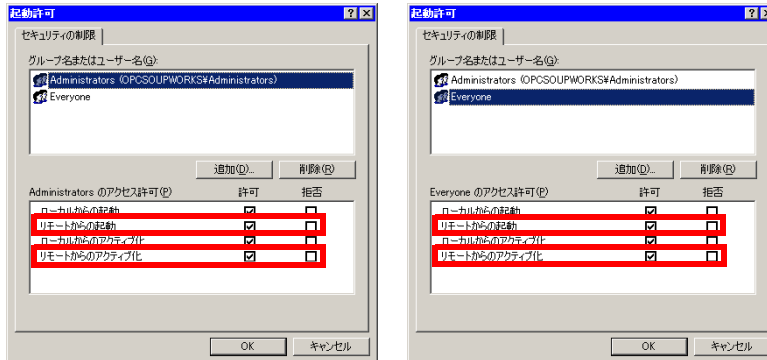 起動許可
セキュリティの制限
グループ名またはユーザー名(G):
Administrators (OPCSOUPWORKS¥Administrators)
Everyone
追加(D)...
削除(R)
Administrators のアクセス許可(P)
許可
拒否
ローカルからの起動
リモートからの起動
ローカルからのアクティブ化
リモートからのアクティブ化
OK
キャンセル
起動許可
セキュリティの制限
グループ名またはユーザー名(G):
Administrators (OPCSOUPWORKS¥Administrators)
Everyone
追加(D)...
削除(R)
Everyone のアクセス許可(P)
許可
拒否
ローカルからの起動
リモートからの起動
ローカルからのアクティブ化
リモートからのアクティブ化
OK
キャンセル